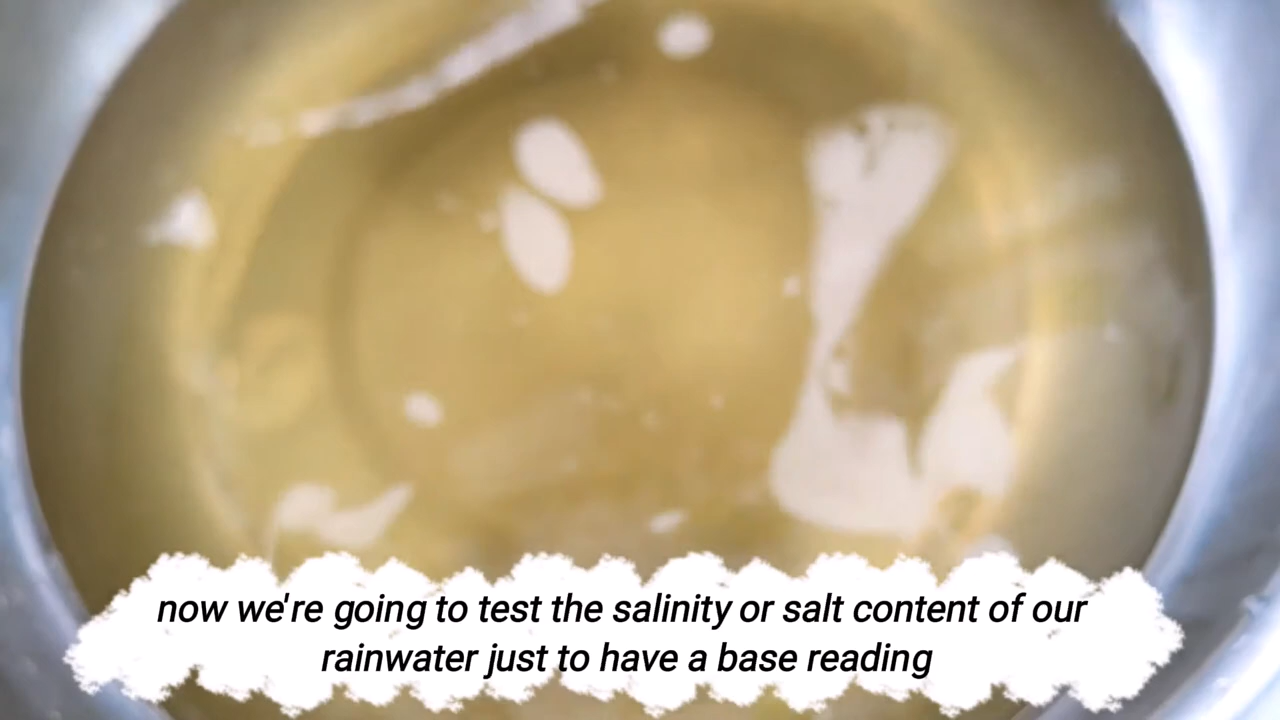 now we're going to test the salinity or salt content of our
rainwater just to have a base reading